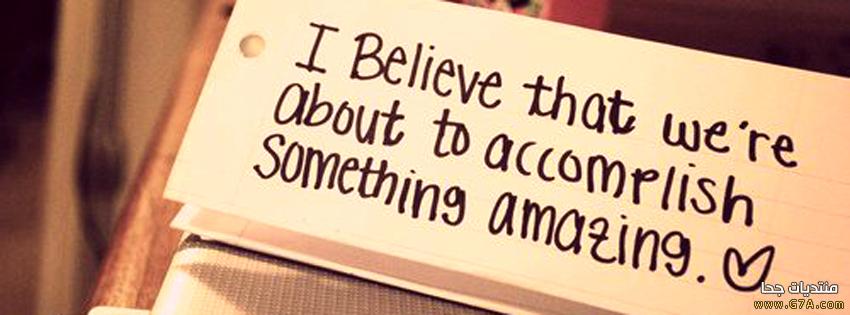 I Believe that we're
about to accomplish
something amazing.
منتديات جحا
www.G7A.com